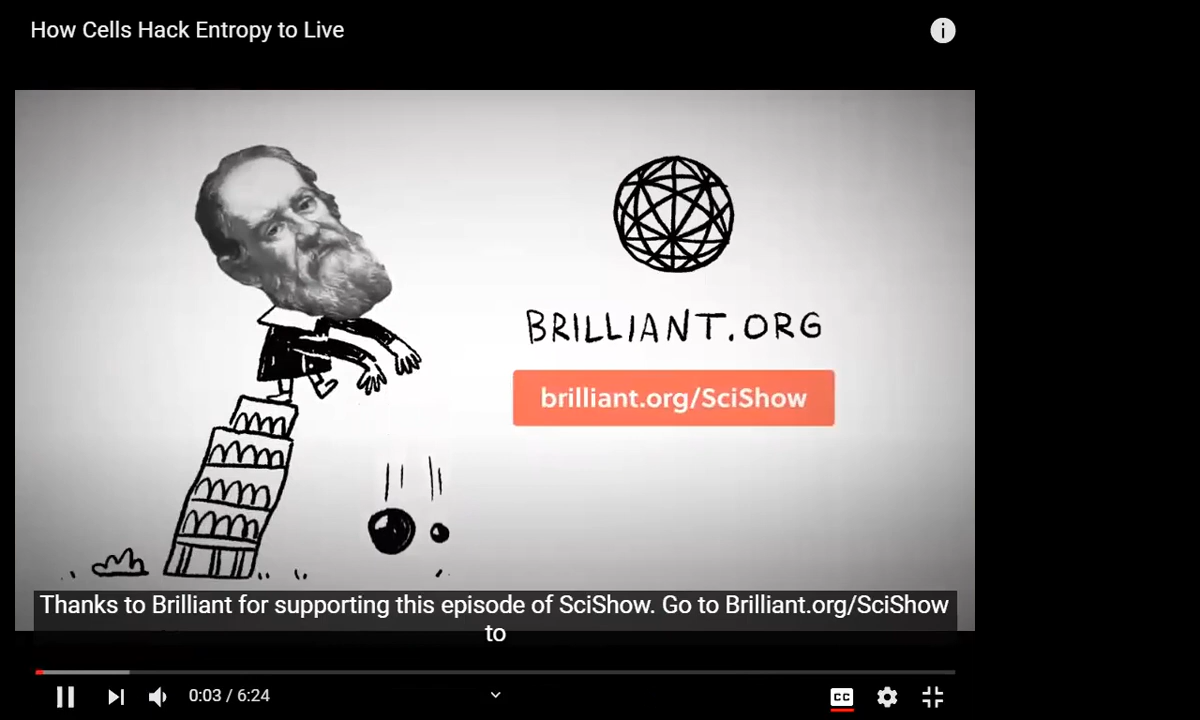 How Cells Hack Entropy to Live
BRILLIANT.ORG
brilliant.org/SciShow
Thanks to Brilliant for supporting this episode of SciShow. Go to Brilliant.org/SciShow
to
0:03 / 6:24
CC